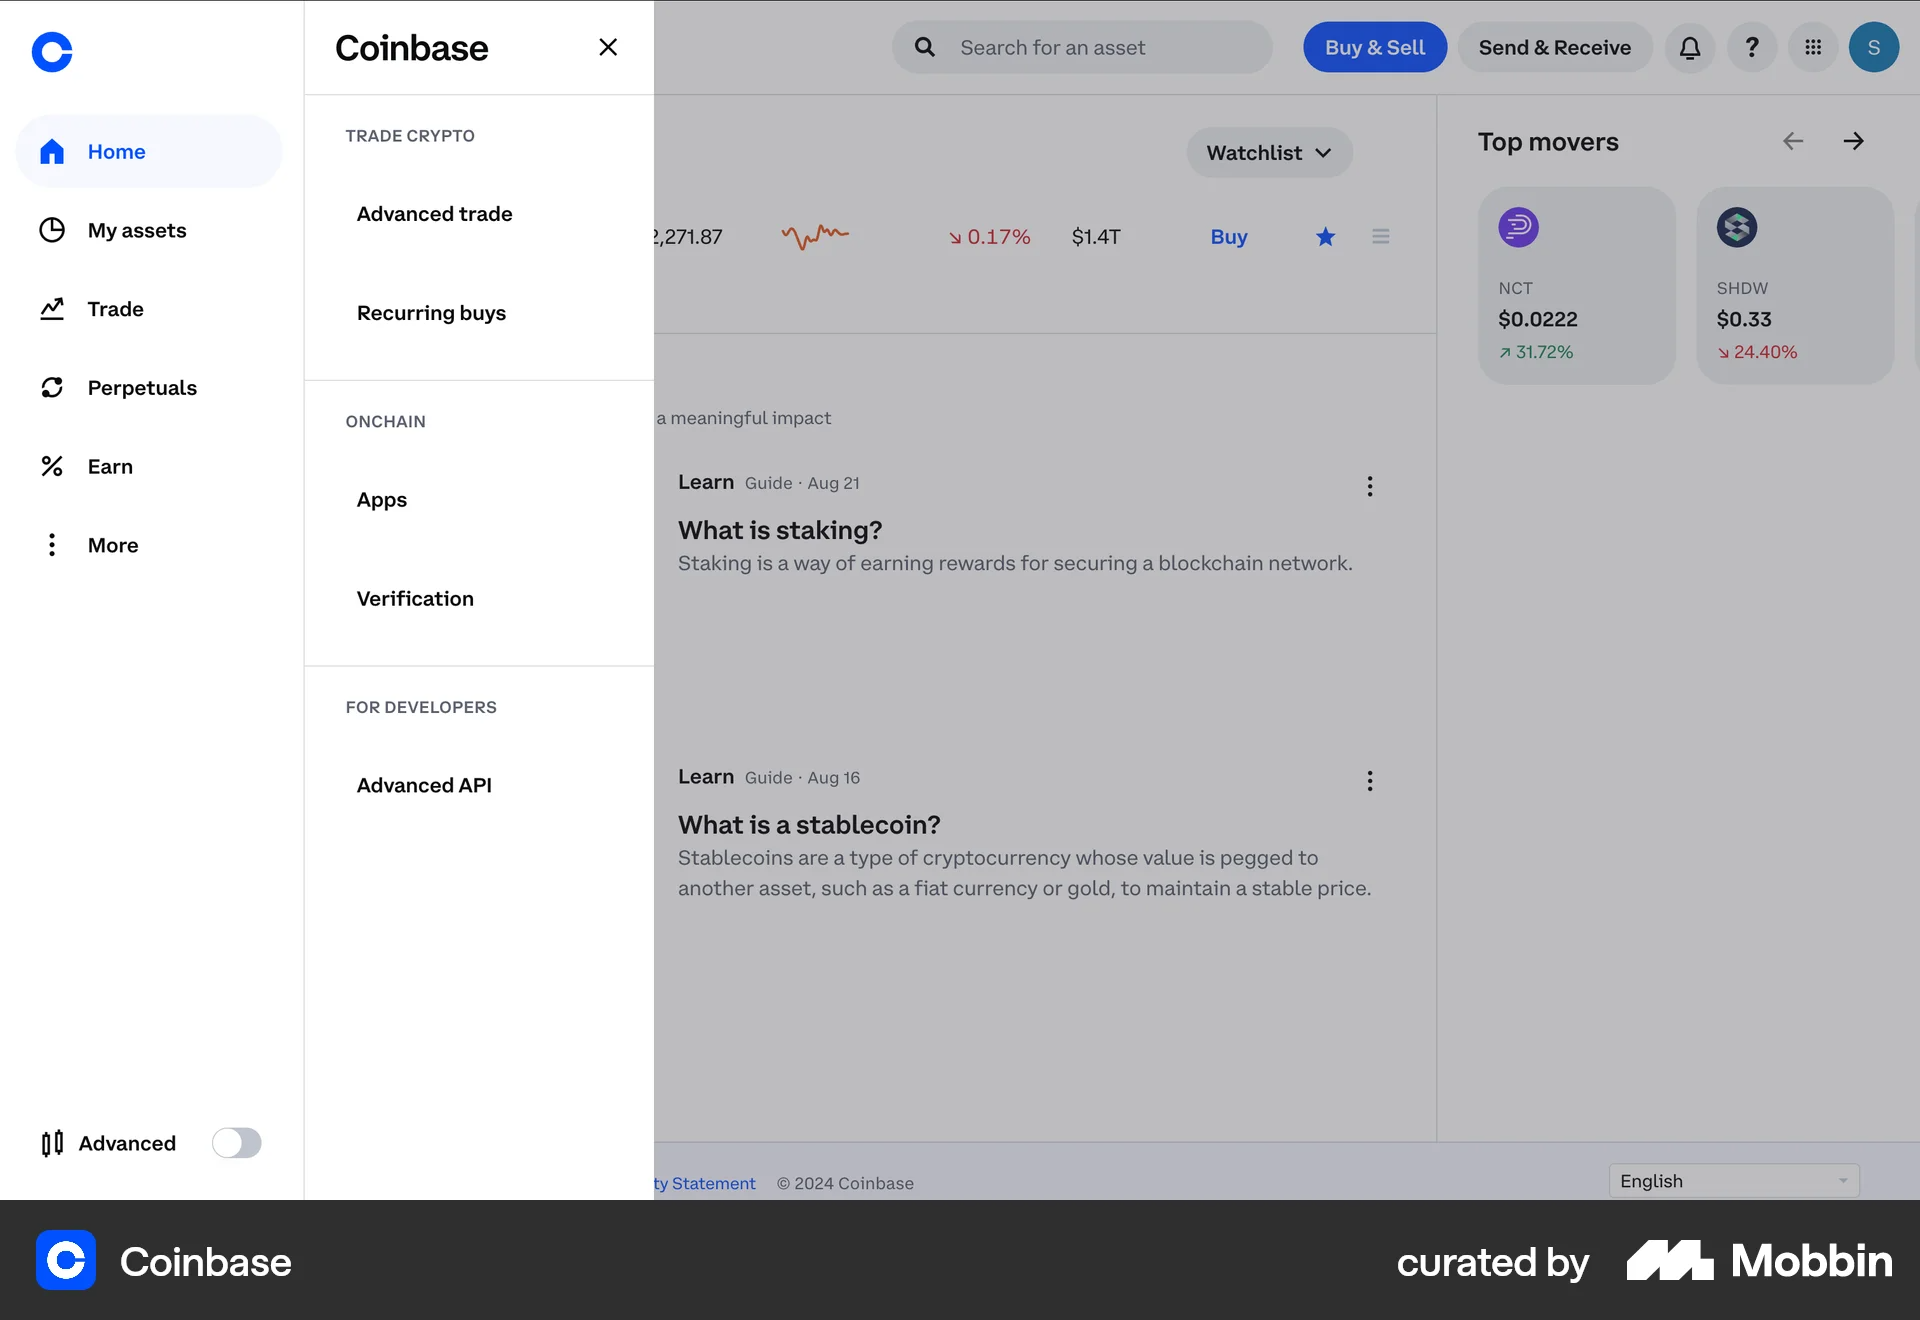 Coinbase
Search for an asset
Buy & Sell
Send & Receive
?
S
Home
My assets
Trade
Perpetuals
Earn
More
Advanced
TRADE CRYPTO
Advanced trade
Recurring buys
ONCHAIN
Apps
Verification
FOR DEVELOPERS
Advanced API
Watchlist
2,271.87
0.17%
$1.4T
Buy
a meaningful impact
Learn Guide · Aug 21
What is staking?
Staking is a way of earning rewards for securing a blockchain network.
Learn Guide · Aug 16
What is a stablecoin?
Stablecoins are a type of cryptocurrency whose value is pegged to
another asset, such as a fiat currency or gold, to maintain a stable price.
Top movers
NCT
$0.0222
31.72%
SHDW
$0.33
24.40%
ty Statement
© 2024 Coinbase
English
Coinbase
curated by Mobbin